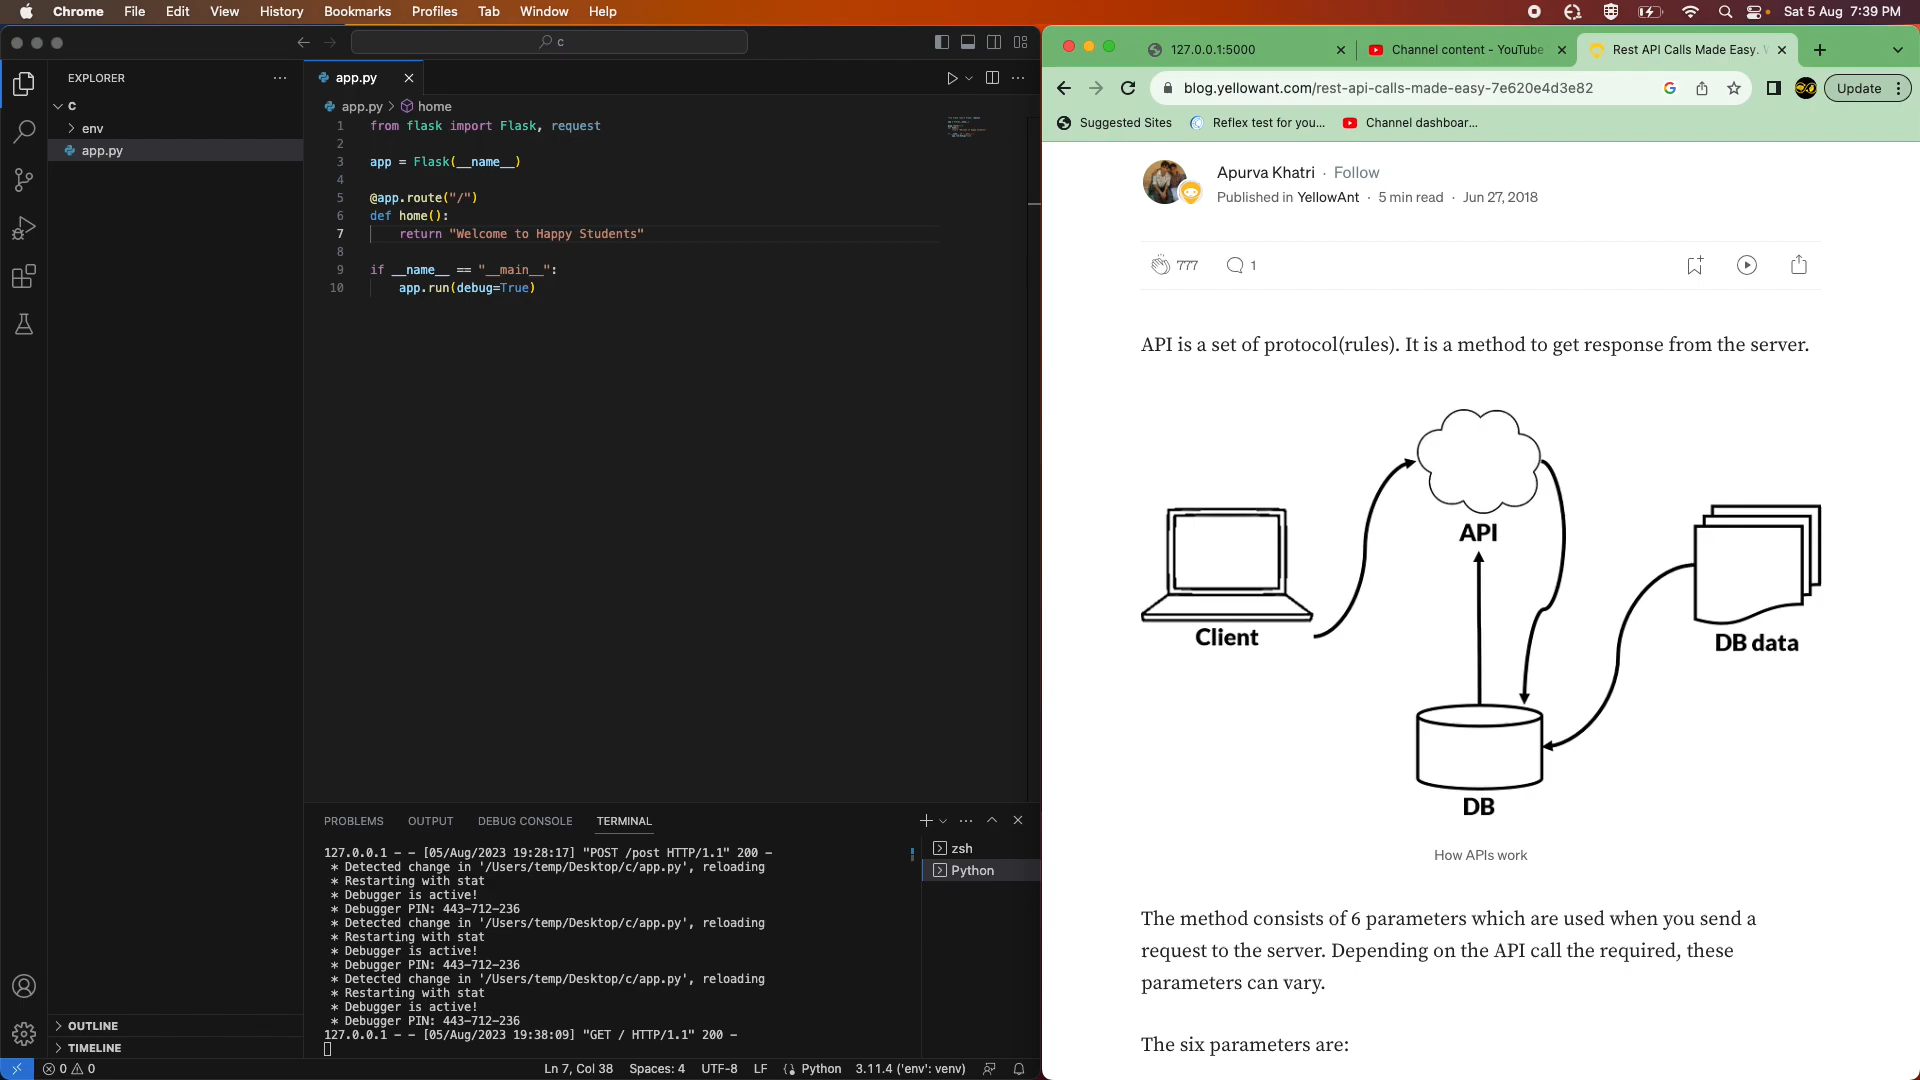 Chrome File Edit View History Bookmarks Profiles Tab Window Help
Sat 5 Aug 7:39 PM
c
EXPLORER
C
env
app.py
OUTLINE
TIMELINE
app.py
app.py > home
1 from flask import Flask, request
2
3 app = Flask(__name__)
4
5 @app.route("/")
6 def home():
7 return "Welcome to Happy Students"
8
9 if __name__ == "__main__":
10 app.run(debug=True)
PROBLEMS OUTPUT DEBUG CONSOLE TERMINAL
127.0.0.1 - - [05/Aug/2023 19:28:17] "POST /post HTTP/1.1" 200 -
* Detected change in '/Users/temp/Desktop/c/app.py', reloading
* Restarting with stat
* Debugger is active!
* Debugger PIN: 443-712-236
* Detected change in '/Users/temp/Desktop/c/app.py', reloading
* Restarting with stat
* Debugger is active!
* Debugger PIN: 443-712-236
* Detected change in '/Users/temp/Desktop/c/app.py', reloading
* Restarting with stat
* Debugger is active!
* Debugger PIN: 443-712-236
127.0.0.1 - - [05/Aug/2023 19:38:09] "GET / HTTP/1.1" 200 -
zsh
Python
0 0
Ln 7, Col 38 Spaces: 4 UTF-8 LF Python 3.11.4 ('env': venv)
127.0.0.1:5000
Channel content - YouTube
Rest API Calls Made Easy.
blog.yellowant.com/rest-api-calls-made-easy-7e620e4d3e82
Update
Suggested Sites
Reflex test for you...
Channel dashboar...
Apurva Khatri · Follow
Published in YellowAnt · 5 min read · Jun 27, 2018
777 1
API is a set of protocol(rules). It is a method to get response from the server.
API
Client
DB data
DB
How APIs work
The method consists of 6 parameters which are used when you send a
request to the server. Depending on the API call the required, these
parameters can vary.
The six parameters are: